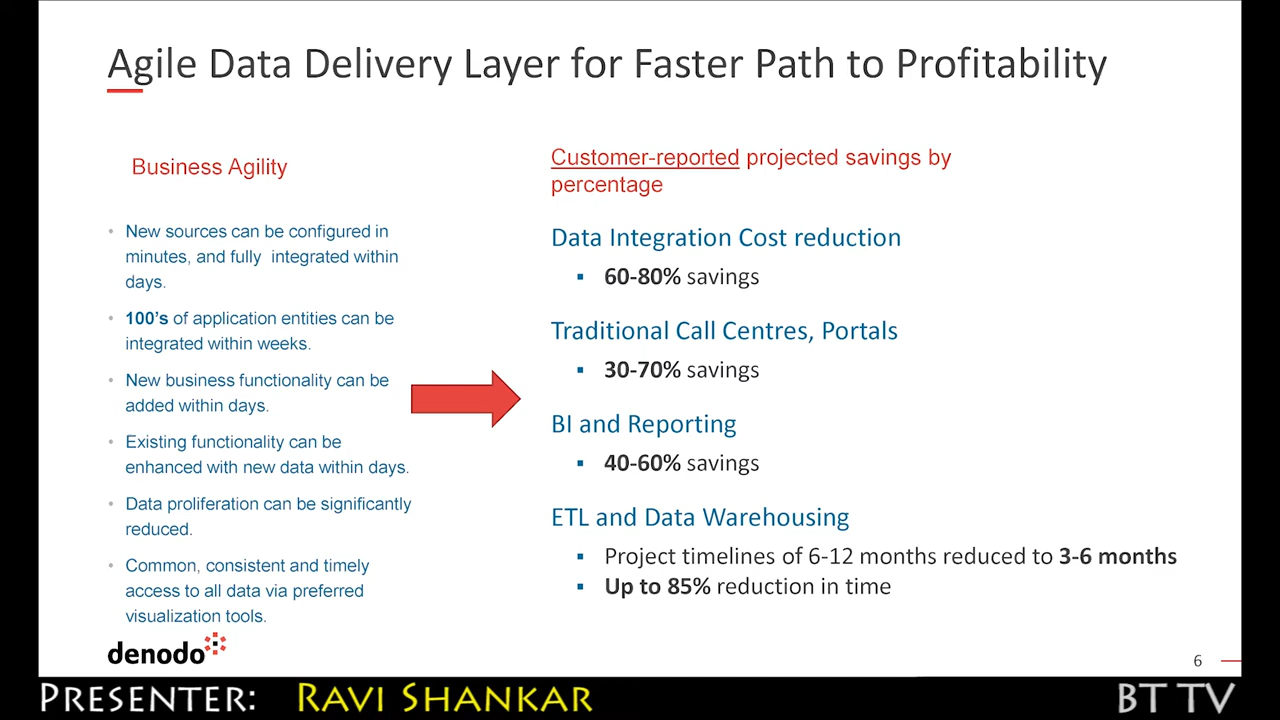 Agile Data Delivery Layer for Faster Path to Profitability
Business Agility
• New sources can be configured in
minutes, and fully integrated within
days.
• 100's of application entities can be
integrated within weeks.
• New business functionality can be
added within days.
• Existing functionality can be
enhanced with new data within days.
• Data proliferation can be significantly
reduced.
• Common, consistent and timely
access to all data via preferred
visualization tools.
Customer-reported projected savings by
percentage
Data Integration Cost reduction
▪ 60-80% savings
Traditional Call Centres, Portals
▪ 30-70% savings
BI and Reporting
▪ 40-60% savings
ETL and Data Warehousing
▪ Project timelines of 6-12 months reduced to 3-6 months
▪ Up to 85% reduction in time
denodo
6
Presenter: Ravi Shankar
BT TV